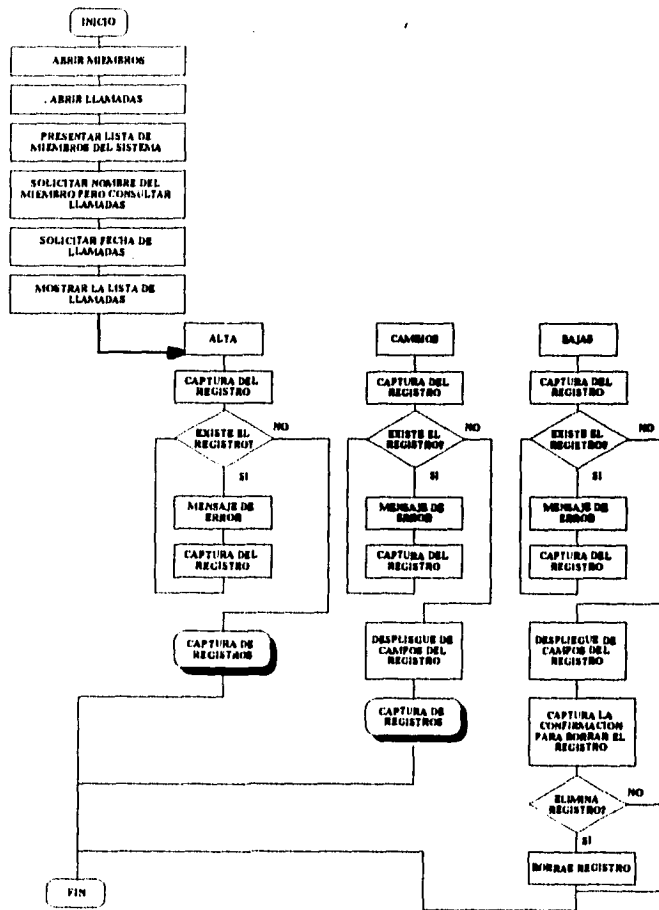 INICIO
ABRIR MIEMBROS
ABRIR LLAMADAS
PRESENTAR LISTA DE
MIEMBROS DEL SISTEMA
SOLICITAR NOMBRE DEL
MIEMBRO PERO CONSULTAR
LLAMADAS
SOLICITAR FECHA DE
LLAMADAS
MOSTRAR LA LISTA DE
LLAMADAS
ALTA
CAPTURA DEL
REGISTRO
EXISTE EL
REGISTRO?
NO
SI
MENSAJE DE
ERROR
CAPTURA DEL
REGISTRO
CAPTURA DE
REGISTROS
CAMBIOS
CAPTURA DEL
REGISTRO
EXISTE EL
REGISTRO?
NO
SI
MENSAJE DE
ERROR
CAPTURA DEL
REGISTRO
DESPLIEGUE DE
CAMPOS DEL
REGISTRO
CAPTURA DE
REGISTROS
BAJAS
CAPTURA DEL
REGISTRO
EXISTE EL
REGISTRO?
NO
SI
MENSAJE DE
ERROR
CAPTURA DEL
REGISTRO
DESPLIEGUE DE
CAMPOS DEL
REGISTRO
CAPTURA LA
CONFIRMACION
PARA BORRAR EL
REGISTRO
ELIMINA
REGISTRO?
NO
SI
BORRAR REGISTRO
FIN